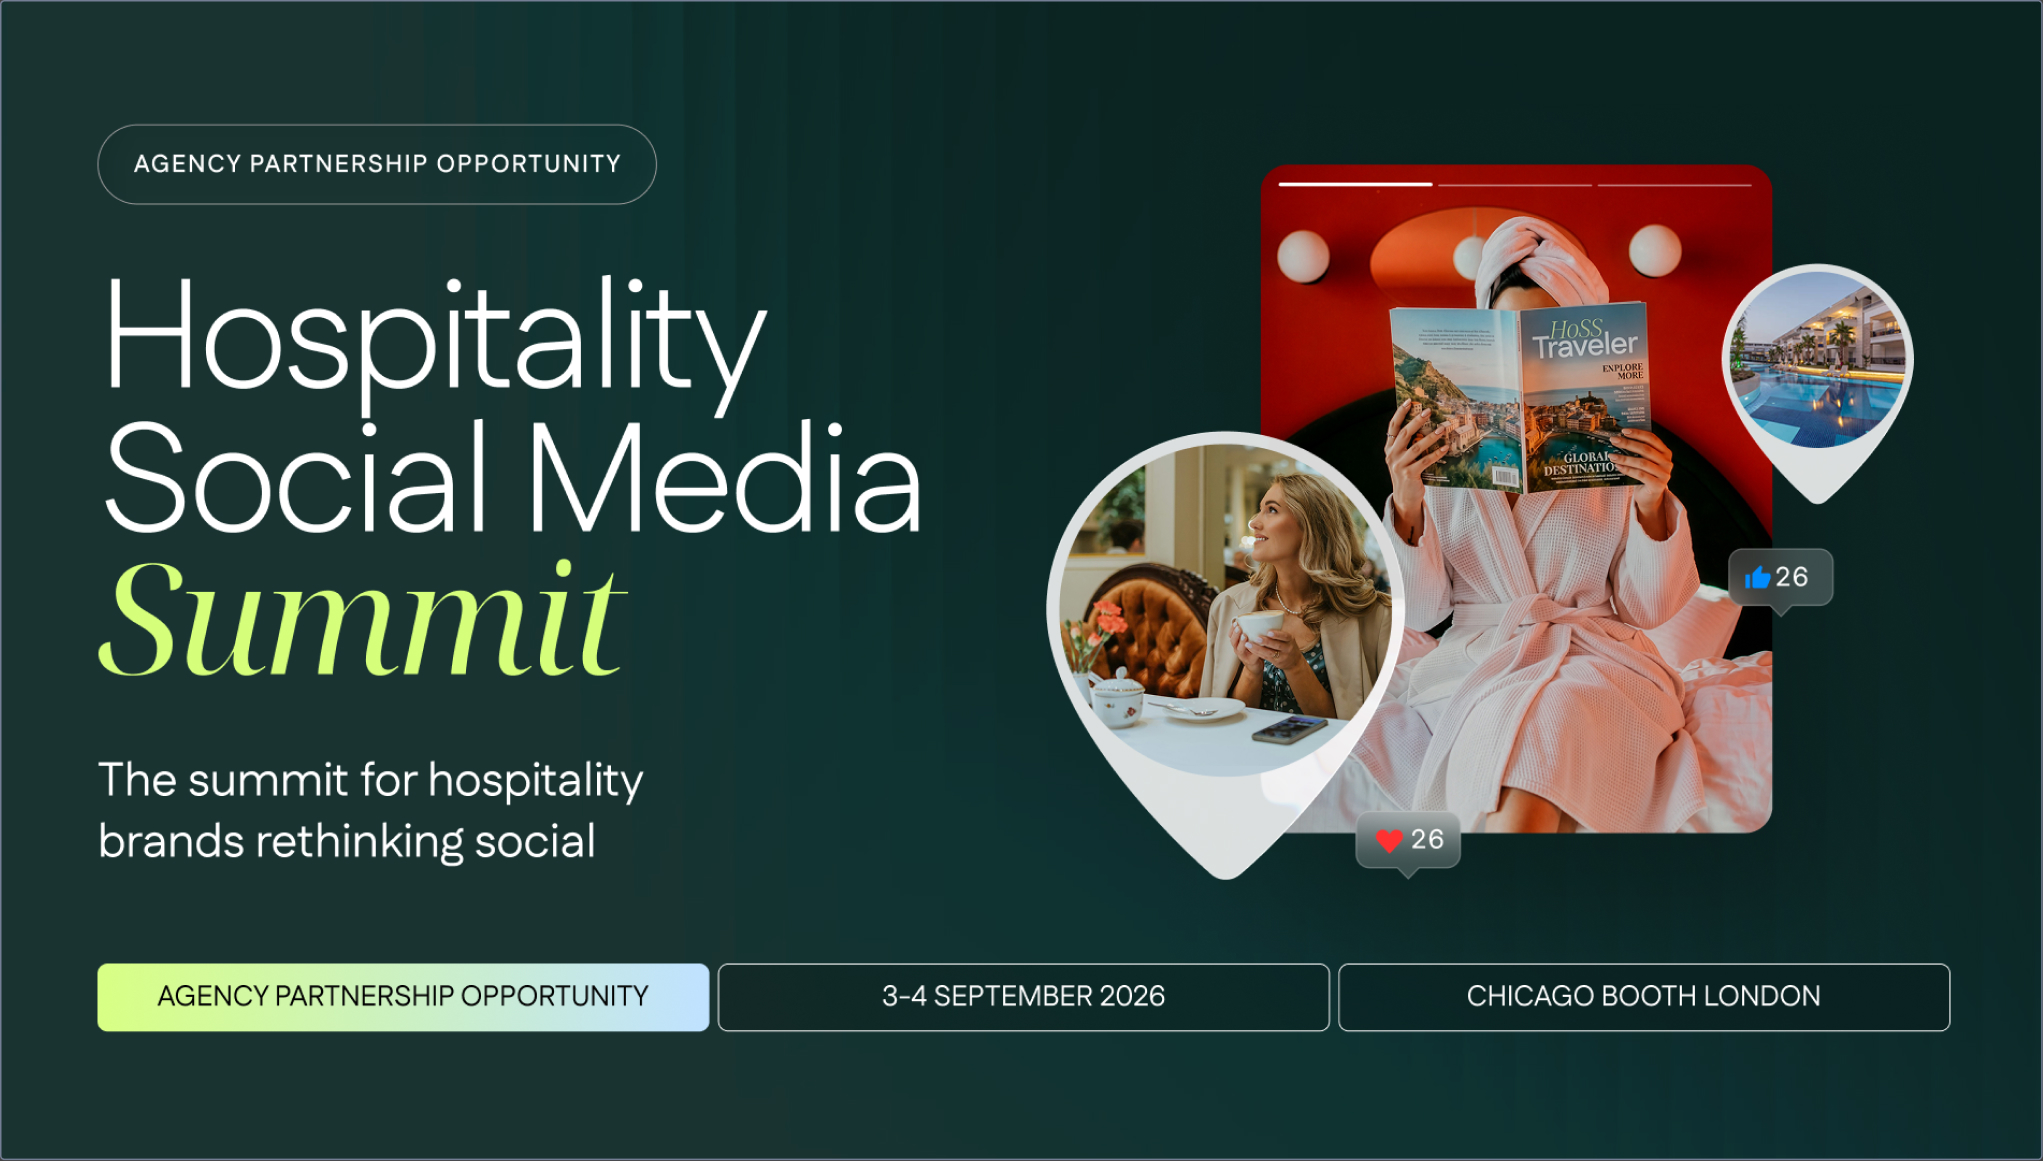 AGENCY PARTNERSHIP OPPORTUNITY
Hospitality
Social Media
Summit
The summit for hospitality
brands rethinking social
HoSS
Traveler
EXPLORE
MORE
GLOBAL
26
26
AGENCY PARTNERSHIP OPPORTUNITY
3-4 SEPTEMBER 2026
CHICAGO BOOTH LONDON